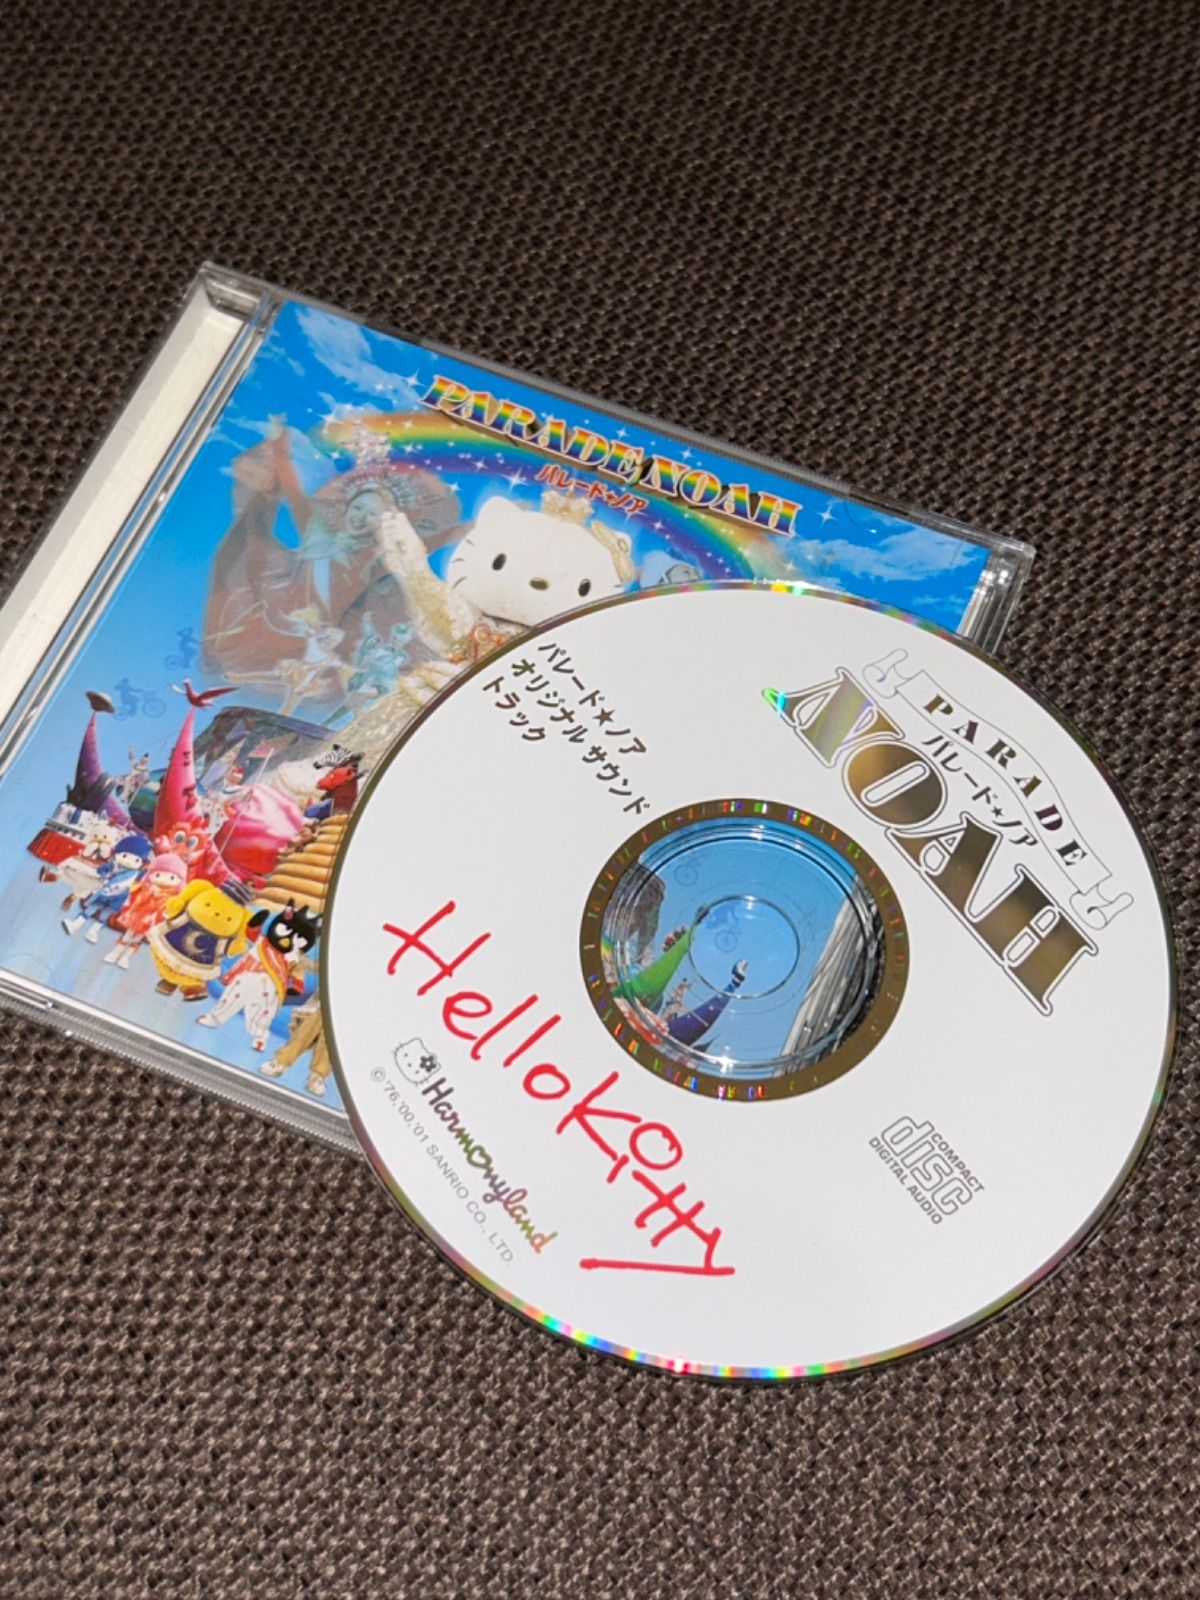 PARADE NOAH
パレード★ノア
パレード★ノア
オリジナルサウンド
トラック
PARADE
パレード★ノア
NOAH
HelloKitty
Harmonyland
© '76,'00,'01 SANRIO CO., LTD.
COMPACT
disc
DIGITAL AUDIO